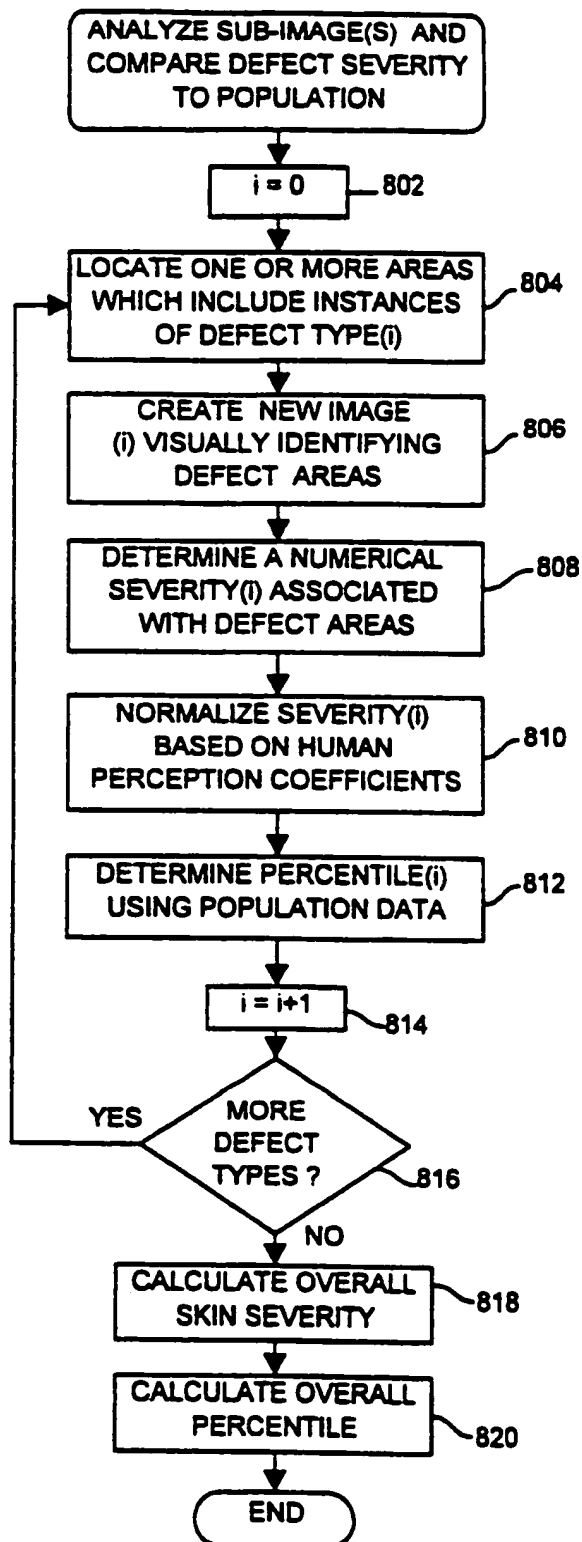 ANALYZE SUB-IMAGE(S) AND
COMPARE DEFECT SEVERITY
TO POPULATION
i = 0
802
LOCATE ONE OR MORE AREAS
WHICH INCLUDE INSTANCES
OF DEFECT TYPE(i)
804
CREATE NEW IMAGE
(i) VISUALLY IDENTIFYING
DEFECT AREAS
806
DETERMINE A NUMERICAL
SEVERITY(i) ASSOCIATED
WITH DEFECT AREAS
808
NORMALIZE SEVERITY(i)
BASED ON HUMAN
PERCEPTION COEFFICIENTS
810
DETERMINE PERCENTILE(i)
USING POPULATION DATA
812
i = i+1
814
YES
MORE
DEFECT
TYPES ?
816
NO
CALCULATE OVERALL
SKIN SEVERITY
818
CALCULATE OVERALL
PERCENTILE
820
END